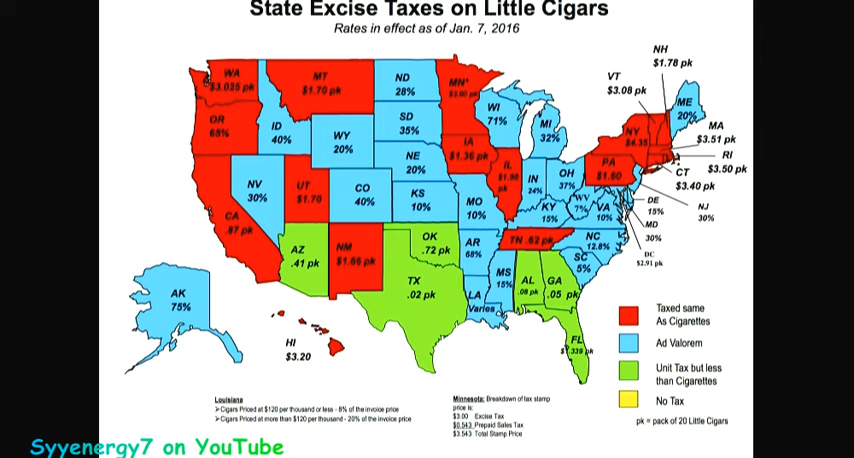 State Excise Taxes on Little Cigars
Rates in effect as of Jan. 7, 2016
NH
$1.78 pk
VT
$3.08 pk
WA
$3.025 pk
MT
$1.70 pk
ND
28%
MN*
$3.00 pk
WI
71%
MI
32%
ME
20%
MA
$3.51 pk
RI
$3.50 pk
CT
$3.40 pk
NJ
30%
OR
65%
ID
40%
WY
20%
SD
35%
IA
$1.36 pk
NE
20%
IL
pk
IN
24%
OH
37%
PA
$1.60
NY
$4.35
NV
30%
UT
$1.70
CO
40%
KS
10%
MO
10%
KY
15%
WV
7%
VA
10%
DE
15%
MD
30%
DC
$2.91 pk
CA
.87 pk
AZ
.41 pk
NM
$1.66 pk
OK
.72 pk
AR
68%
TN .62 pk
NC
12.8%
SC
5%
TX
.02 pk
LA
Varies
MS
15%
AL
GA
.05 pk
FL
AK
75%
HI
$3.20
Taxed same
As Cigarettes
Ad Valorem
Unit Tax but less
than Cigarettes
No Tax
pk = pack of 20 Little Cigars
Louisiana
>Cigars Priced at $120 per thousand or less - 8% of the invoice price
>Cigars Priced at more than $120 per thousand - 20% of the invoice price
Minnesota: Breakdown of tax stamp
price is:
$3.00 Excise Tax
$0.543 Prepaid Sales Tax
$3.543 Total Stamp Price
Syyenergy7 on YouTube